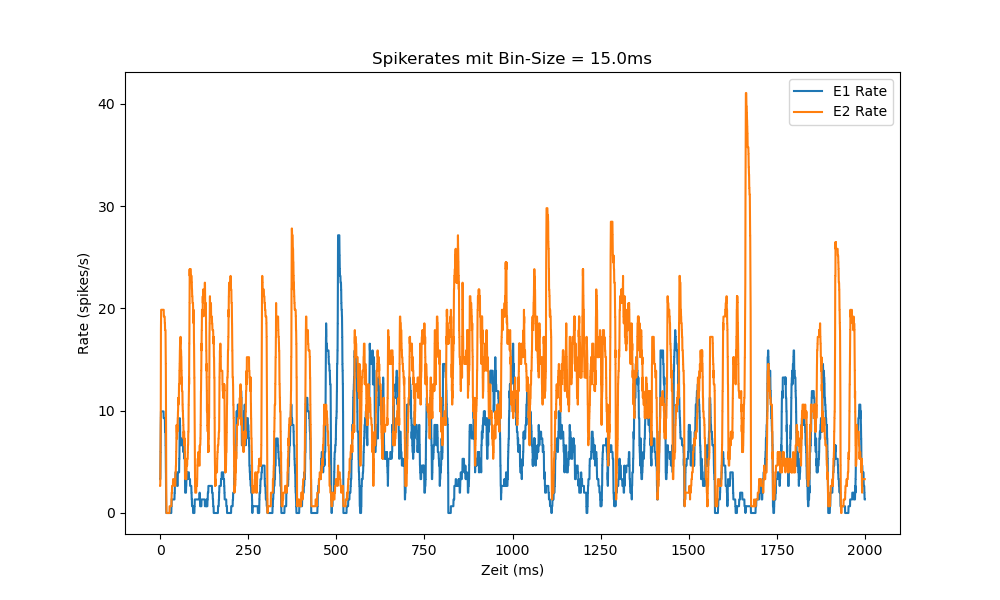 Spikerates mit Bin-Size = 15.0ms
E1 Rate
E2 Rate
Rate (spikes/s)
40
30
20
10
0
0 250 500 750 1000 1250 1500 1750 2000
Zeit (ms)